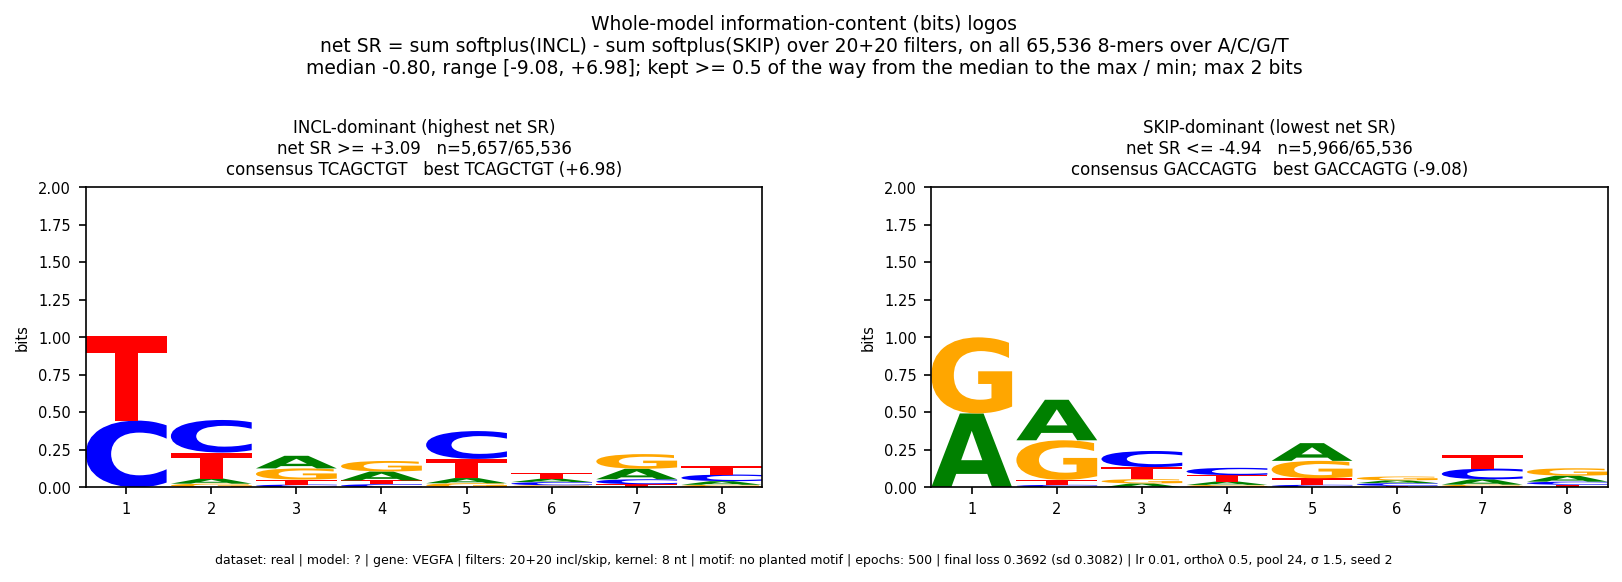 Whole-model information-content (bits) logos
net SR = sum softplus(INCL) - sum softplus(SKIP) over 20+20 filters, on all 65,536 8-mers over A/C/G/T
median -0.80, range [-9.08, +6.98]; kept >= 0.5 of the way from the median to the max / min; max 2 bits
INCL-dominant (highest net SR)
net SR >= +3.09   n=5,657/65,536
consensus TCAGCTGT   best TCAGCTGT (+6.98)
2.00
1.75
1.50
1.25
1.00
0.75
0.50
0.25
0.00
bits
1 2 3 4 5 6 7 8
SKIP-dominant (lowest net SR)
net SR <= -4.94   n=5,966/65,536
consensus GACCAGTG   best GACCAGTG (-9.08)
2.00
1.75
1.50
1.25
1.00
0.75
0.50
0.25
0.00
bits
1 2 3 4 5 6 7 8
dataset: real | model: ? | gene: VEGFA | filters: 20+20 incl/skip, kernel: 8 nt | motif: no planted motif | epochs: 500 | final loss 0.3692 (sd 0.3082) | lr 0.01, orthoλ 0.5, pool 24, σ 1.5, seed 2